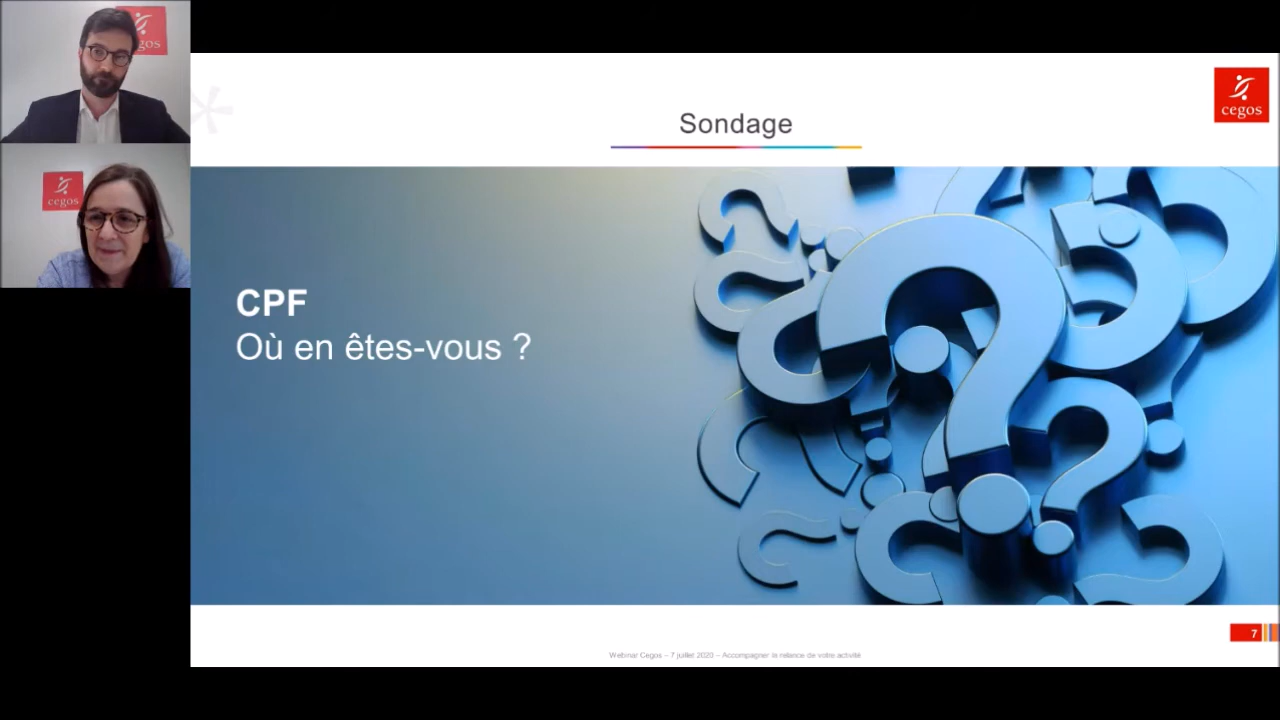 gos
cegos
Sondage
cegos
CPF
Où en êtes-vous ?
7
Webinar Cegos – 7 juillet 2020 – Accompagner la relance de votre activité